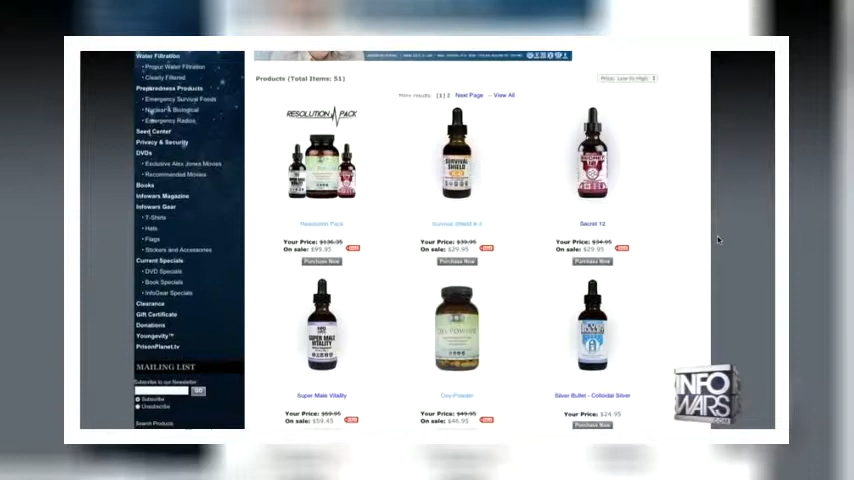 Water Filtration
• Propur Water Filtration
• Clearly Filtered
Preparedness Products
• Emergency Survival Foods
• Nuclear & Biological
• Emergency Radios
Seed Center
Privacy & Security
DVDs
• Exclusive Alex Jones Movies
• Recommended Movies
Books
Infowars Magazine
Infowars Gear
• T-Shirts
• Hats
• Flags
• Stickers and Accessories
Current Specials
• DVD Specials
• Book Specials
• InfoGear Specials
Clearance
Gift Certificate
Donations
Youngevity™
PrisonPlanet.tv
MAILING LIST
Subscribe to our Newsletter
GO
Subscribe
Unsubscribe
Search Products
Products (Total Items: 51)
Price: Low to High
More results: [1] 2 Next Page -- View All
RESOLUTION PACK
SURVIVAL SHIELD
SECRET 12
Resolution Pack
Survival Shield X-2
Secret 12
Your Price: $136.95
On sale: $99.95
Purchase Now
Your Price: $39.95
On sale: $29.95
Purchase Now
Your Price: $34.95
On sale: $29.95
Purchase Now
SUPER MALE VITALITY
OXY-POWDER
Super Male Vitality
Oxy-Powder
Silver Bullet - Colloidal Silver
Your Price: $69.95
On sale: $59.45
Your Price: $49.95
On sale: $46.95
Your Price: $24.95
Purchase Now
INFO WARS
.COM